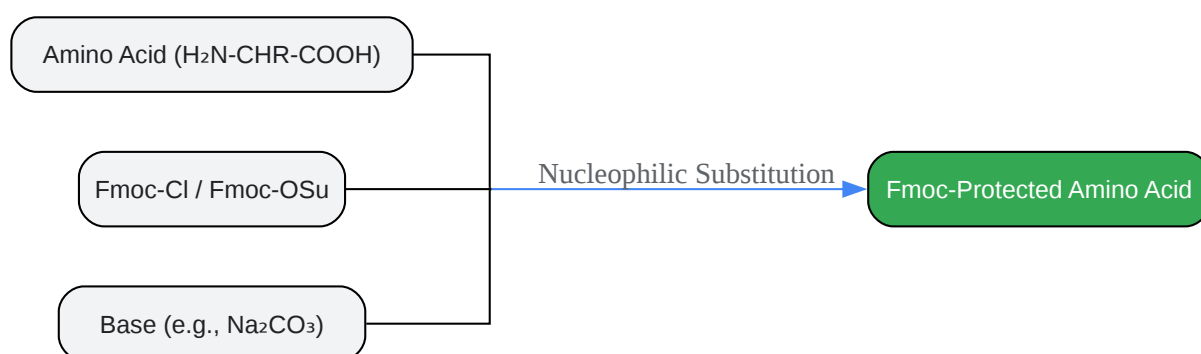 Amino Acid (H₂N-CHR-COOH)
Fmoc-Cl / Fmoc-OSu
Nucleophilic Substitution
Fmoc-Protected Amino Acid
Base (e.g., Na₂CO₃)